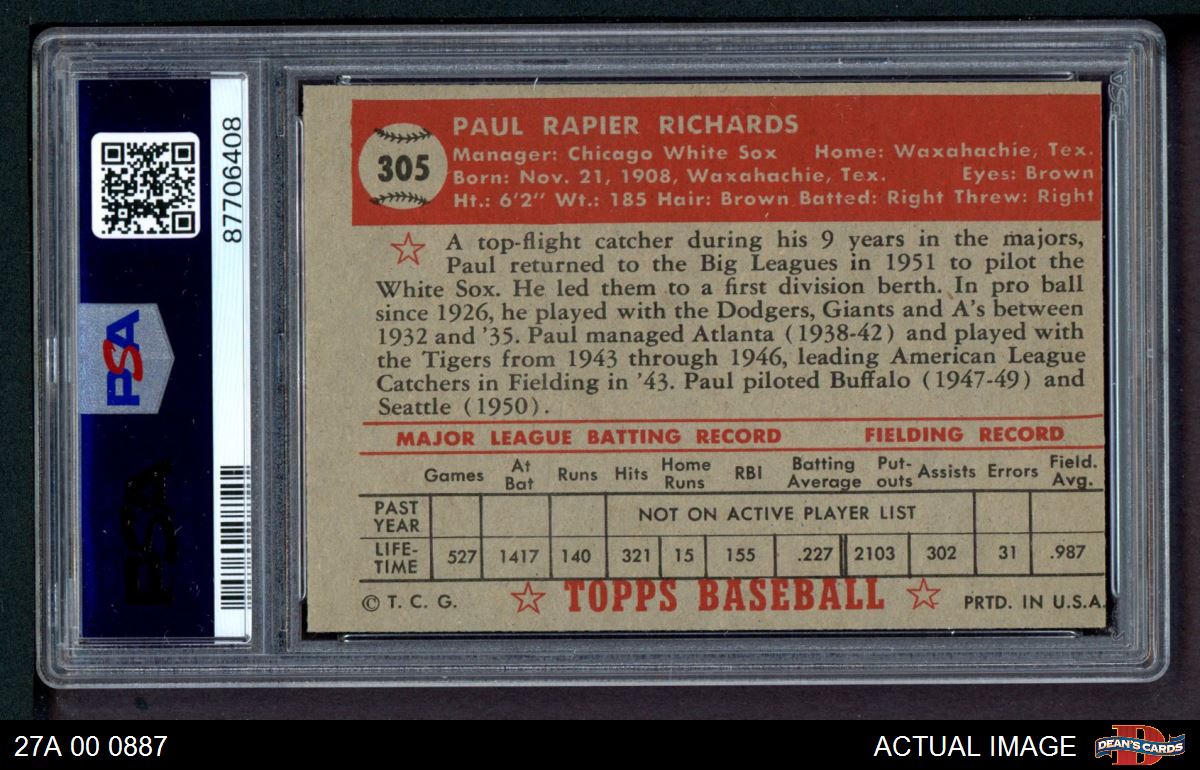 87706408
PSA
PSA
PSA
305
PAUL RAPIER RICHARDS
Manager: Chicago White Sox Home: Waxahachie, Tex.
Born: Nov. 21, 1908, Waxahachie, Tex. Eyes: Brown
Ht.: 6'2" Wt.: 185 Hair: Brown Batted: Right Threw: Right
A top-flight catcher during his 9 years in the majors,
Paul returned to the Big Leagues in 1951 to pilot the
White Sox. He led them to a first division berth. In pro ball
since 1926, he played with the Dodgers, Giants and A's between
1932 and '35. Paul managed Atlanta (1938-42) and played with
the Tigers from 1943 through 1946, leading American League
Catchers in Fielding in '43. Paul piloted Buffalo (1947-49) and
Seattle (1950).
MAJOR LEAGUE BATTING RECORD FIELDING RECORD
Games At Bat Runs Hits Home Runs RBI Batting Average Put-outs Assists Errors Field. Avg.
PAST YEAR NOT ON ACTIVE PLAYER LIST
LIFE-TIME 527 1417 140 321 15 155 .227 2103 302 31 .987
© T. C. G. TOPPS BASEBALL PRTD. IN U.S.A.
27A 00 0887 ACTUAL IMAGE D DEAN'S CARDS